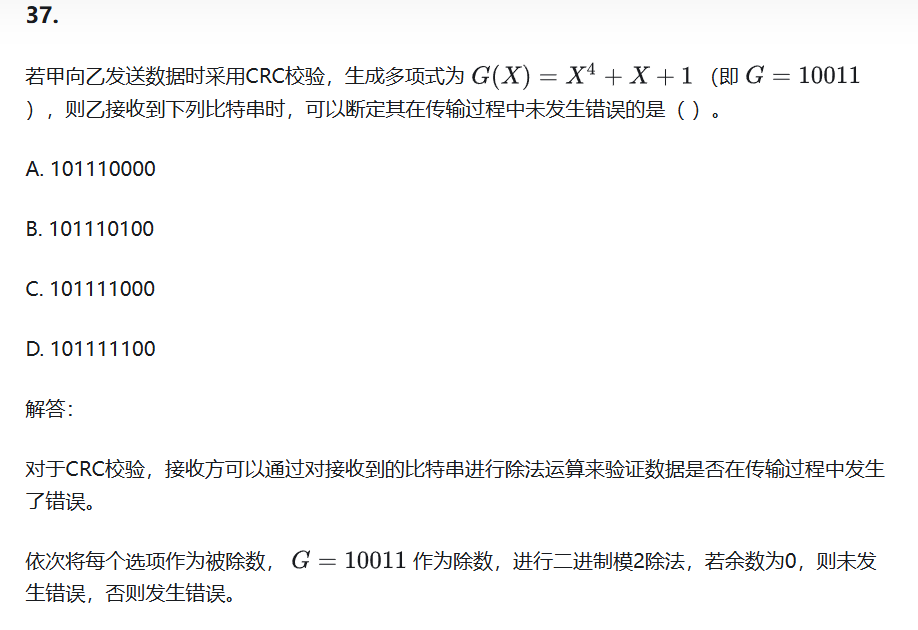 37.
若甲向乙发送数据时采用CRC校验，生成多项式为 G(X) = X⁴ + X + 1 （即 G = 10011
），则乙接收到下列比特串时，可以断定其在传输过程中未发生错误的是（ ）。
A. 101110000
B. 101110100
C. 101111000
D. 101111100
解答：
对于CRC校验，接收方可以通过对接收到的比特串进行除法运算来验证数据是否在传输过程中发生
了错误。
依次将每个选项作为被除数， G = 10011 作为除数，进行二进制模2除法，若余数为0，则未发
生错误，否则发生错误。